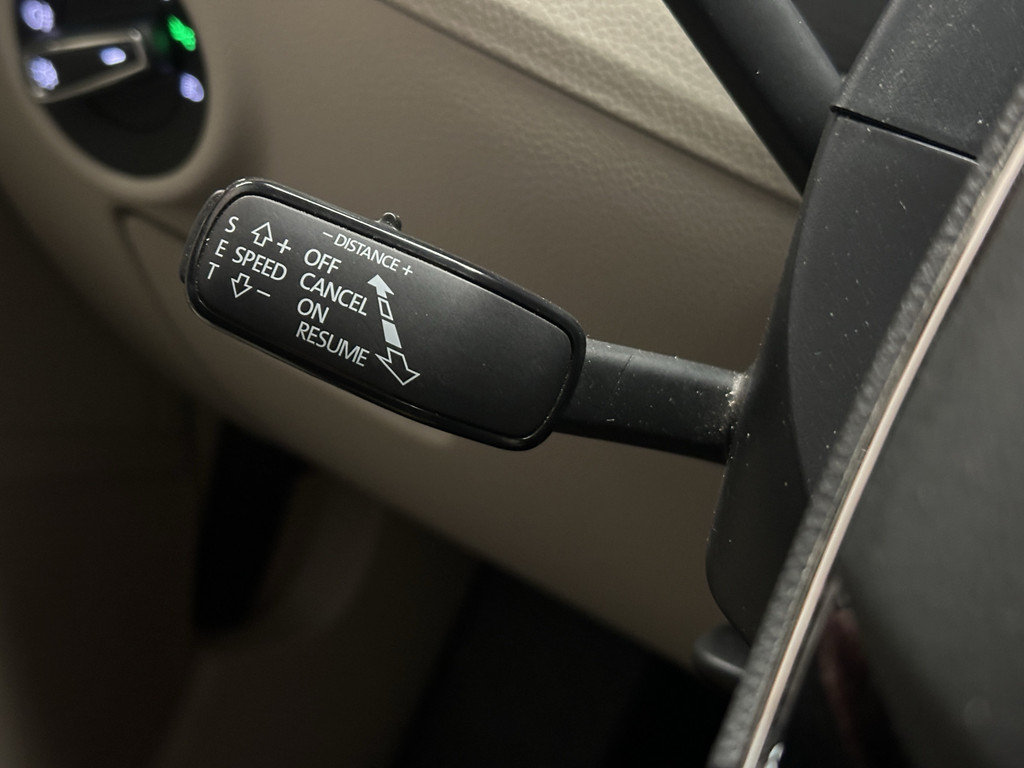 - DISTANCE +
S
E
T
+
SPEED
-
OFF
CANCEL
ON
RESUME